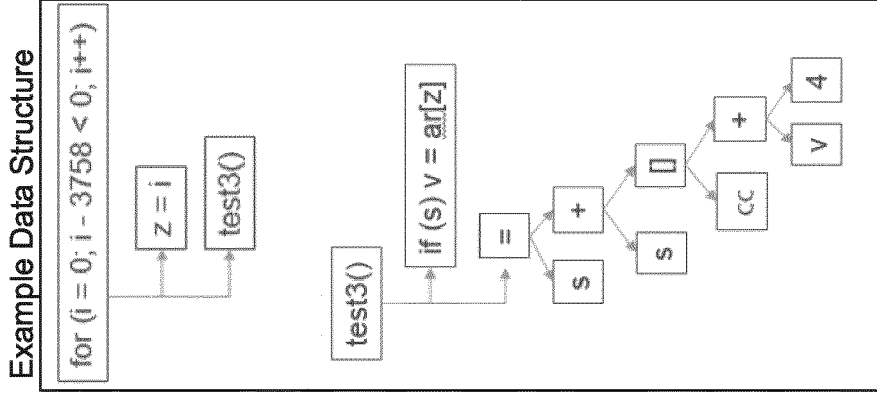 Example Data Structure
for (i = 0; i - 3758 < 0; i++)
z = i
test3()
test3()
if (s) v = ar[z]
=
s
+
s
[]
CC
+
v
4